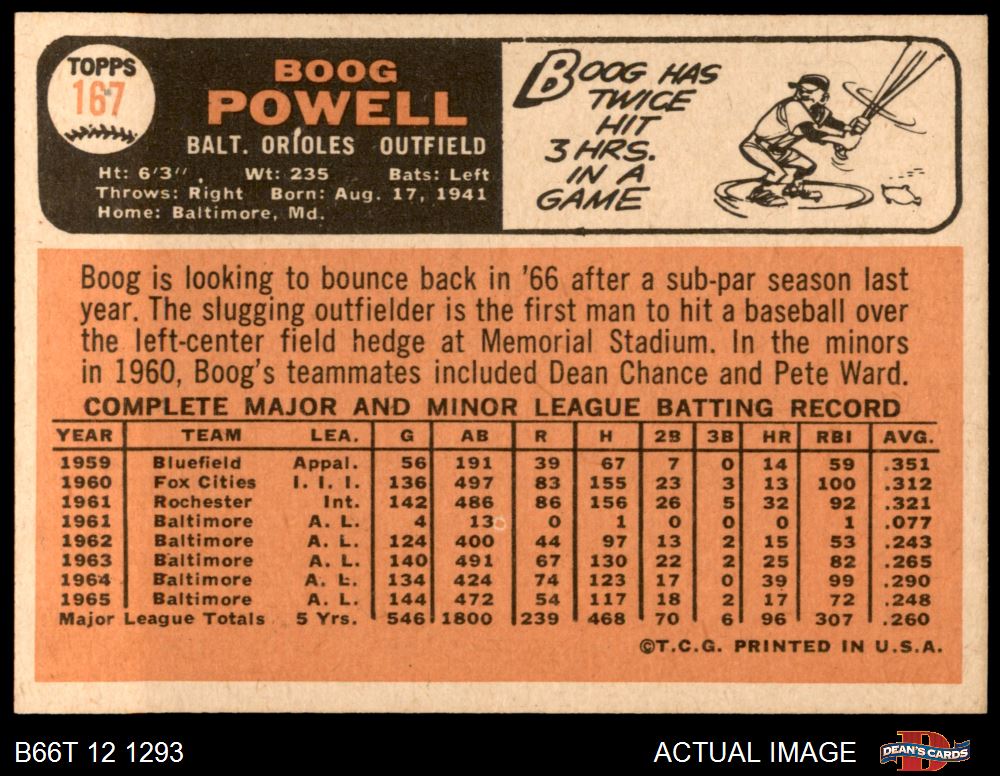 TOPPS
167
BOOG
POWELL
BALT. ORIOLES OUTFIELD
Ht: 6'3". Wt: 235 Bats: Left
Throws: Right Born: Aug. 17, 1941
Home: Baltimore, Md.
BOOG HAS
TWICE
HIT
3 HRS.
IN A
GAME
Boog is looking to bounce back in '66 after a sub-par season last
year. The slugging outfielder is the first man to hit a baseball over
the left-center field hedge at Memorial Stadium. In the minors
in 1960, Boog's teammates included Dean Chance and Pete Ward.
COMPLETE MAJOR AND MINOR LEAGUE BATTING RECORD
YEAR TEAM LEA. G AB R H 2B 3B HR RBI AVG.
1959 Bluefield Appal. 56 191 39 67 7 0 14 59 .351
1960 Fox Cities I. I. I. 136 497 83 155 23 3 13 100 .312
1961 Rochester Int. 142 486 86 156 26 5 32 92 .321
1961 Baltimore A. L. 4 13 0 1 0 0 0 1 .077
1962 Baltimore A. L. 124 400 44 97 13 2 15 53 .243
1963 Baltimore A. L. 140 491 67 130 22 2 25 82 .265
1964 Baltimore A. L. 134 424 74 123 17 0 39 99 .290
1965 Baltimore A. L. 144 472 54 117 18 2 17 72 .248
Major League Totals 5 Yrs. 546 1800 239 468 70 6 96 307 .260
©T.C.G. PRINTED IN U.S.A.
B66T 12 1293 ACTUAL IMAGE DEAN'S CARDS